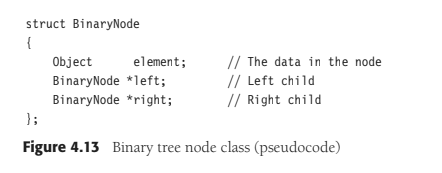 struct BinaryNode
{
    Object      element;      // The data in the node
    BinaryNode *left;         // Left child
    BinaryNode *right;        // Right child
};
Figure 4.13 Binary tree node class (pseudocode)